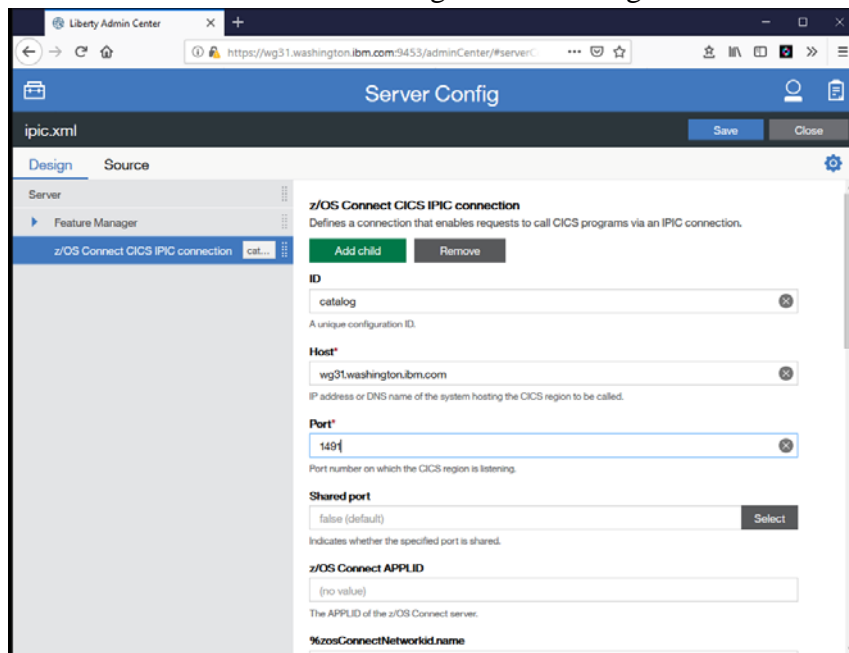 Liberty Admin Center
https://wg31.washington.ibm.com:9453/adminCenter/#serverC
Server Config
ipic.xml
Save
Close
Design
Source
Server
Feature Manager
z/OS Connect CICS IPIC connection
cat...
z/OS Connect CICS IPIC connection
Defines a connection that enables requests to call CICS programs via an IPIC connection.
Add child
Remove
ID
catalog
A unique configuration ID.
Host*
wg31.washington.ibm.com
IP address or DNS name of the system hosting the CICS region to be called.
Port*
1491
Port number on which the CICS region is listening.
Shared port
false (default)
Select
Indicates whether the specified port is shared.
z/OS Connect APPLID
(no value)
The APPLID of the z/OS Connect server.
%zosConnectNetworkid.name